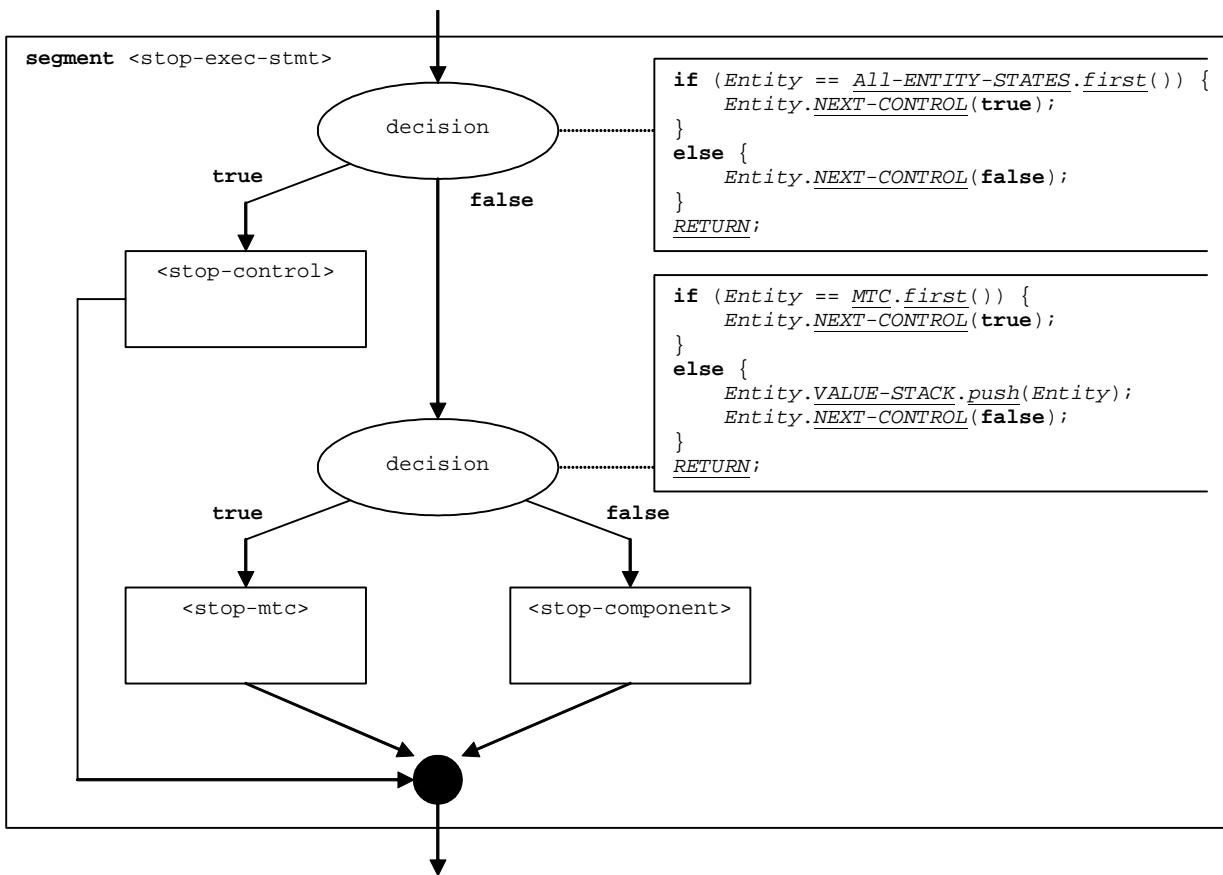 segment <stop-exec-stmt>
decision
if (Entity == All-ENTITY-STATES.first()) {
Entity.NEXT-CONTROL(true);
}
else {
Entity.NEXT-CONTROL(false);
}
RETURN;
true
false
<stop-control>
if (Entity == MTC.first()) {
Entity.NEXT-CONTROL(true);
}
else {
Entity.VALUE-STACK.push(Entity);
Entity.NEXT-CONTROL(false);
}
RETURN;
decision
true
false
<stop-mtc>
<stop-component>